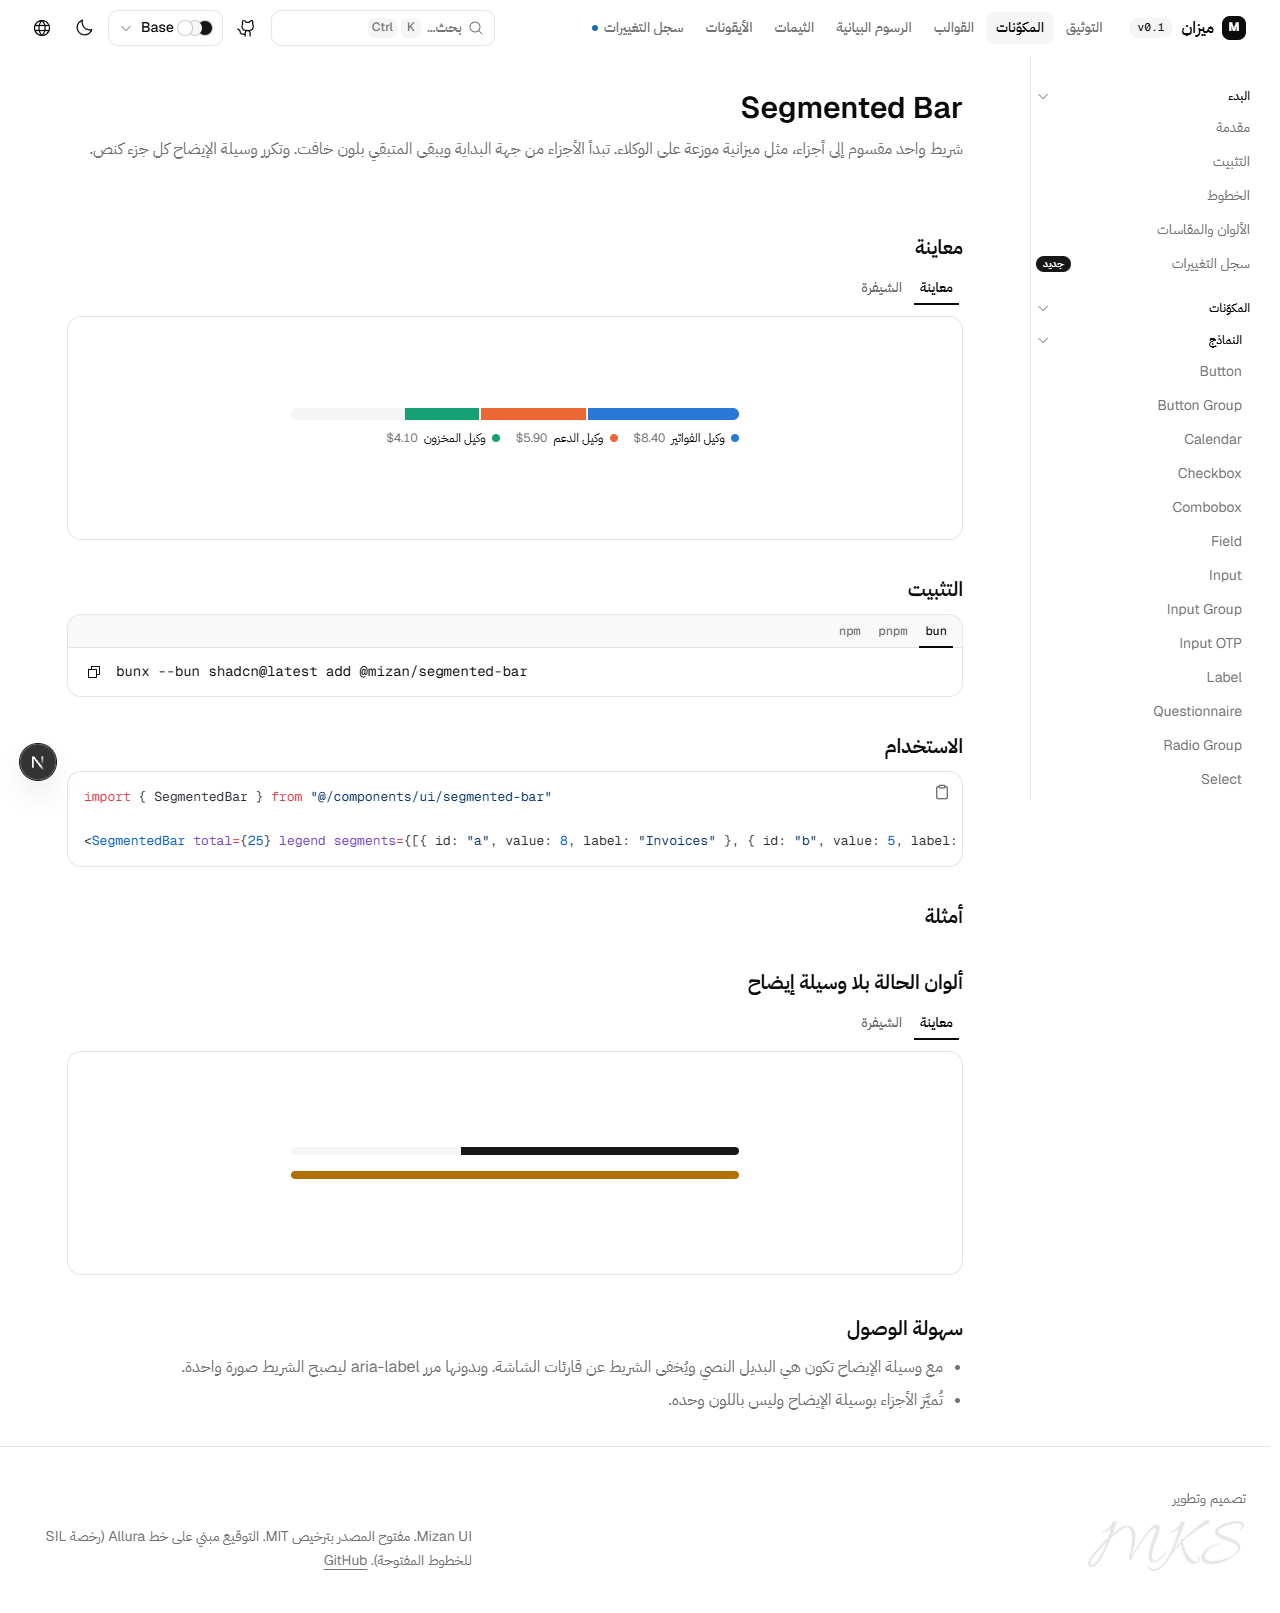 M ميزان v0.1 التوثيق المكوّنات القوالب الرسوم البيانية الثيمات الأيقونات سجل التغييرات بحث... K Ctrl Base
البدء
مقدمة
التثبيت
الخطوط
الألوان والمقاسات
سجل التغييرات جديد
المكوّنات
النماذج
Button
Button Group
Calendar
Checkbox
Combobox
Field
Input
Input Group
Input OTP
Label
Questionnaire
Radio Group
Select
Segmented Bar
شريط واحد مقسوم إلى أجزاء، مثل ميزانية موزعة على الوكلاء. تبدأ الأجزاء من جهة البداية ويبقى المتبقي بلون خافت. وتكرر وسيلة الإيضاح كل جزء كنص.
معاينة
معاينة الشيفرة
وكيل الفواتير $8.40 وكيل الدعم $5.90 وكيل المخزون $4.10
التثبيت
bun pnpm npm
bunx --bun shadcn@latest add @mizan/segmented-bar
الاستخدام
import { SegmentedBar } from "@/components/ui/segmented-bar"
<SegmentedBar total={25} legend segments={[{ id: "a", value: 8, label: "Invoices" }, { id: "b", value: 5, label:
أمثلة
ألوان الحالة بلا وسيلة إيضاح
معاينة الشيفرة
سهولة الوصول
• مع وسيلة الإيضاح تكون هي البديل النصي ويُخفى الشريط عن قارئات الشاشة. وبدونها مرر aria-label ليصبح الشريط صورة واحدة.
• تُميَّز الأجزاء بوسيلة الإيضاح وليس باللون وحده.
تصميم وتطوير
MKS
Mizan UI. مفتوح المصدر بترخيص MIT. التوقيع مبني على خط Allura (رخصة SIL
للخطوط المفتوحة). GitHub